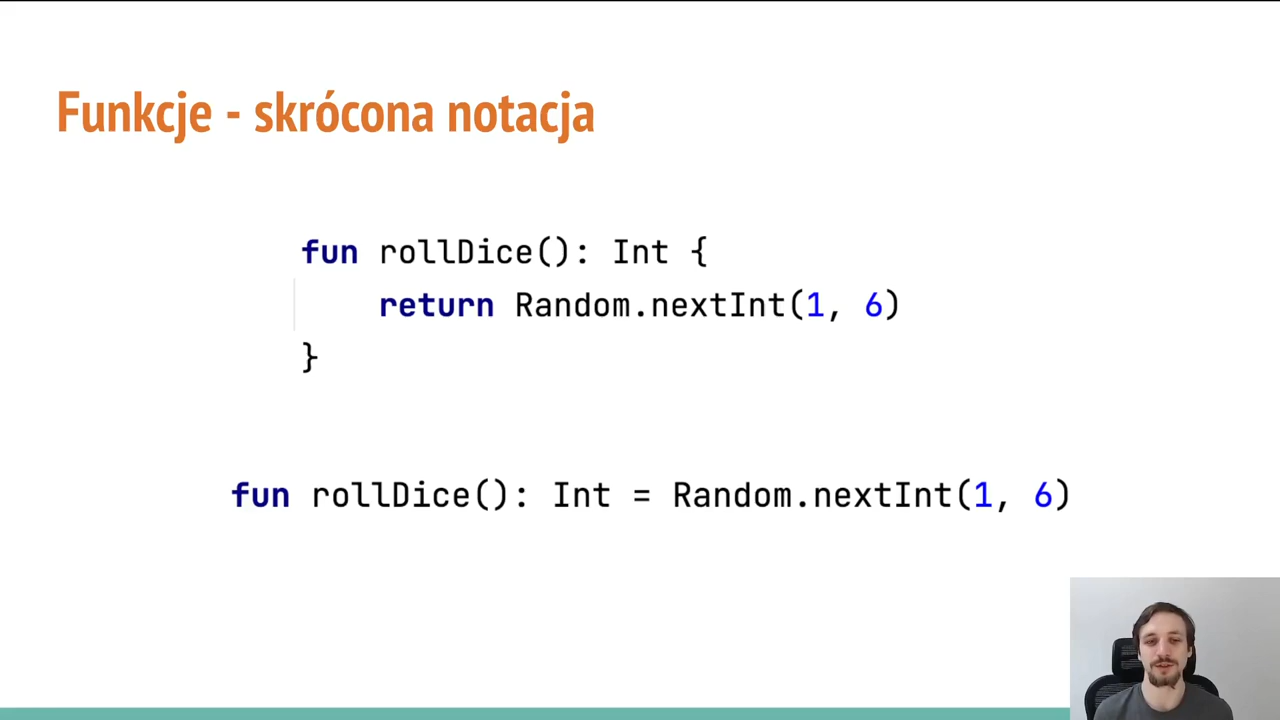 Funkcje - skrócona notacja
fun rollDice(): Int {
return Random.nextInt(1, 6)
}
fun rollDice(): Int = Random.nextInt(1, 6)